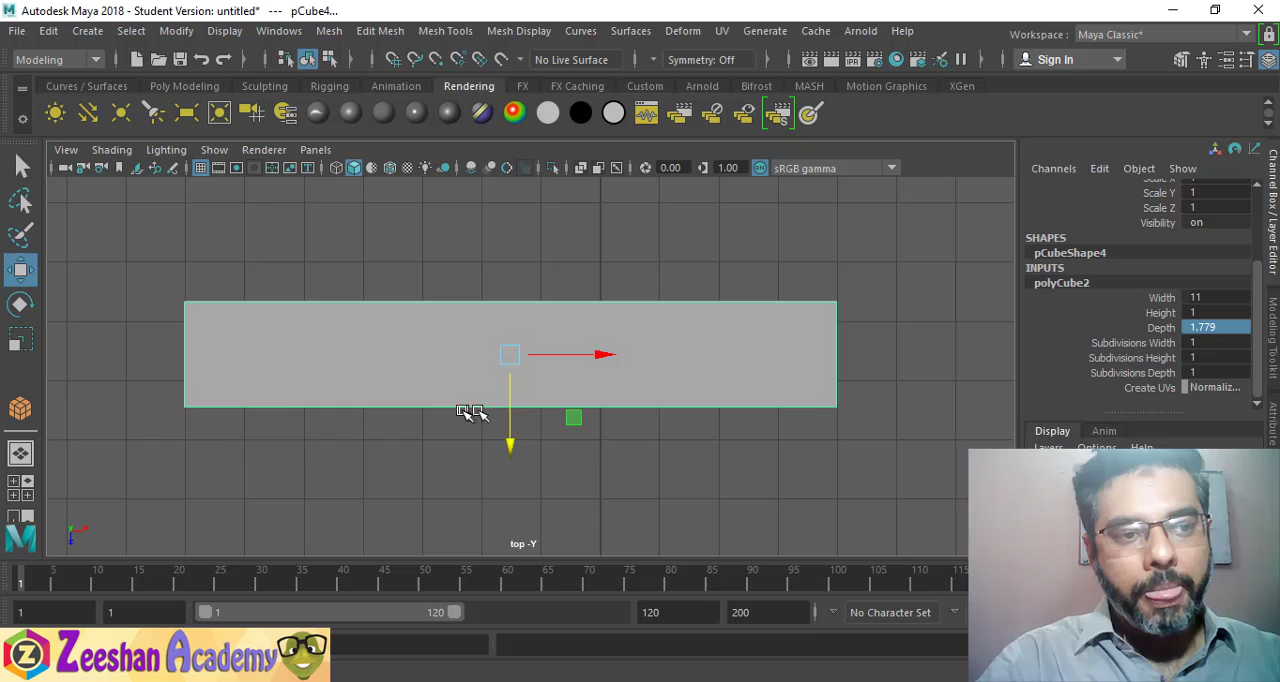 Autodesk Maya 2018 - Student Version: untitled* --- pCube4...
File Edit Create Select Modify Display Windows Mesh Edit Mesh Mesh Tools Mesh Display Curves Surfaces Deform UV Generate Cache Arnold Help
Workspace : Maya Classic*
Modeling No Live Surface Symmetry: Off Sign In
Curves / Surfaces Poly Modeling Sculpting Rigging Animation Rendering FX FX Caching Custom Arnold Bifrost MASH Motion Graphics XGen
View Shading Lighting Show Renderer Panels
0.00 1.00 sRGB gamma
Channels Edit Object Show
Scale Y 1
Scale Z 1
Visibility on
SHAPES
pCubeShape4
INPUTS
polyCube2
Width 11
Height 1
Depth 1.779
Subdivisions Width 1
Subdivisions Height 1
Subdivisions Depth 1
Create UVs Normaliz...
Display Anim
Channel Box / Layer Editor
Modeling Toolkit
top -Y
5 10 15 20 25 30 35 40 45 50 55 60 65 70 75 80 85 90 95 100 105 110
1
1 1 1 120 120 200 No Character Set
Zeeshan Academy